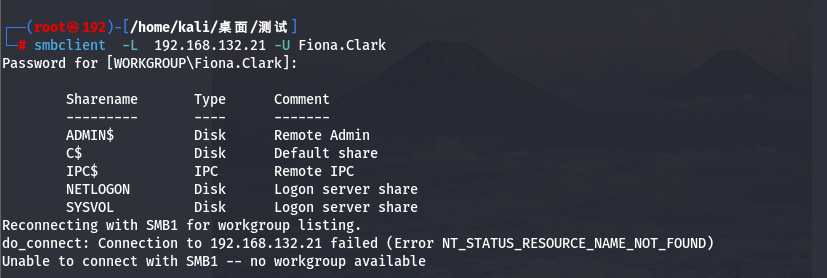 ┌──(root㉿192)-[/home/kali/桌面/测试]
└─# smbclient -L 192.168.132.21 -U Fiona.Clark
Password for [WORKGROUP\Fiona.Clark]:
Sharename Type Comment
--------- ---- -------
ADMIN$ Disk Remote Admin
C$ Disk Default share
IPC$ IPC Remote IPC
NETLOGON Disk Logon server share
SYSVOL Disk Logon server share
Reconnecting with SMB1 for workgroup listing.
do_connect: Connection to 192.168.132.21 failed (Error NT_STATUS_RESOURCE_NAME_NOT_FOUND)
Unable to connect with SMB1 -- no workgroup available